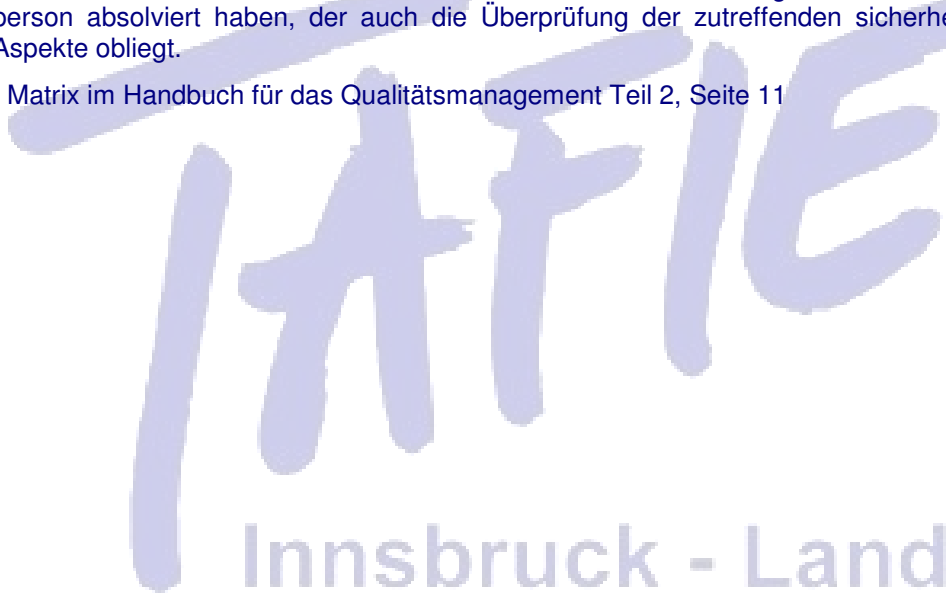 person absolviert haben, der auch die Überprüfung der zutreffenden
Aspekte obliegt.
Matrix im Handbuch für das Qualitätsmanagement Teil 2, Seite 11
TAFIE
Innsbruck - Land